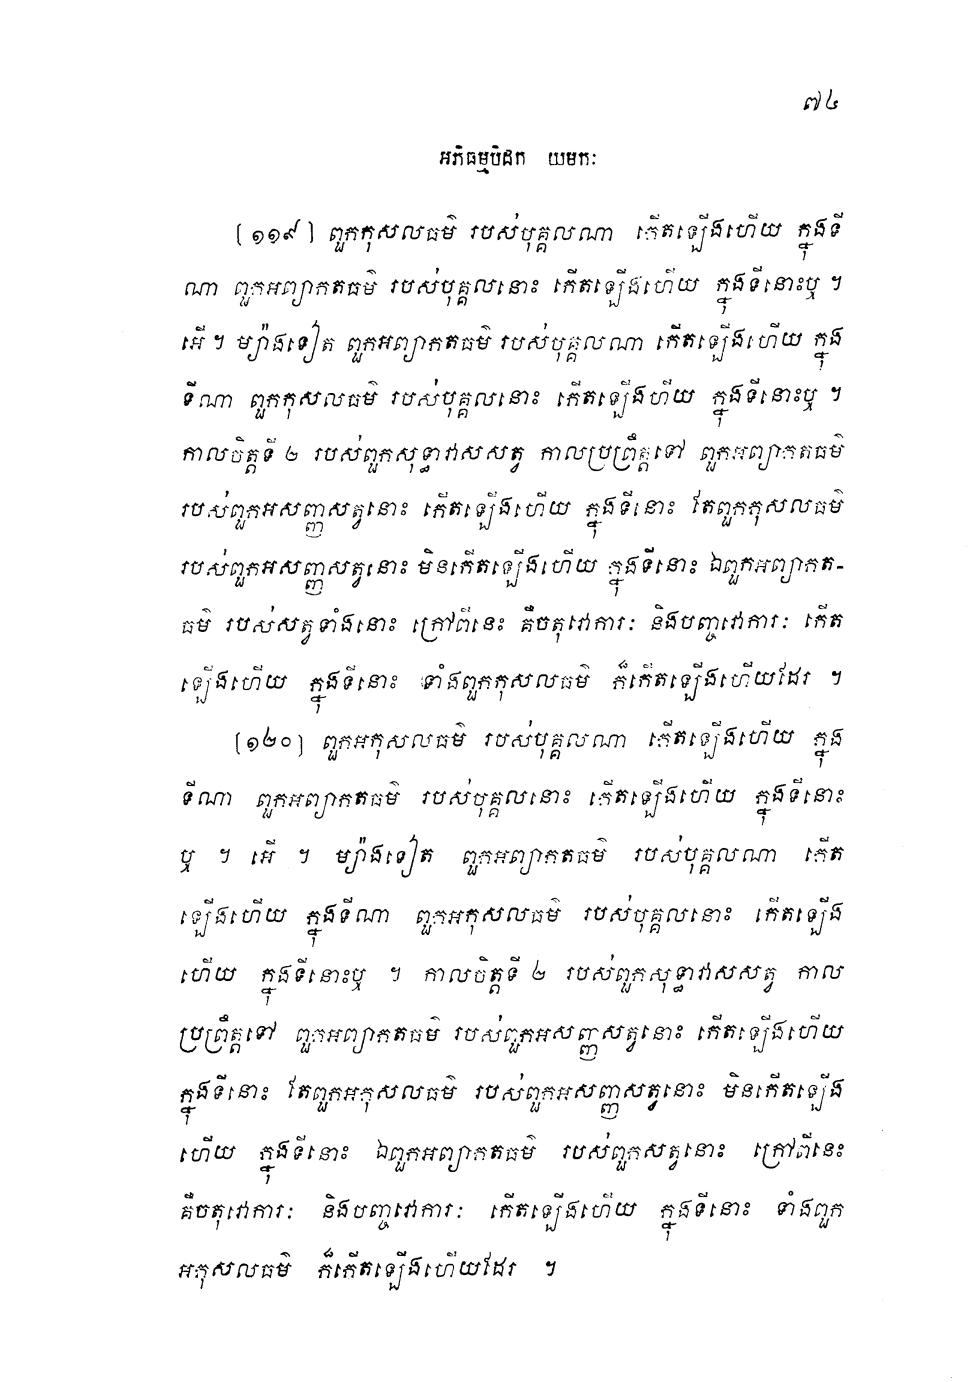 ៧៤
អភិធម្មបិដក យមកៈ
[១១៩] ពួកកុសលធម៌ របស់បុគ្គលណា កើតឡើងហើយ ក្នុងទី
ណា ពួកអព្យាកតធម៌ របស់បុគ្គលនោះ កើតឡើងហើយ ក្នុងទីនោះឬ ។
អើ ។ ម្យ៉ាងទៀត ពួកអព្យាកតធម៌ របស់បុគ្គលណា កើតឡើងហើយ ក្នុង
ទីណា ពួកកុសលធម៌ របស់បុគ្គលនោះ កើតឡើងហើយ ក្នុងទីនោះឬ ។
កាលចិត្តទី ២ របស់ពួកសុទ្ធាវាសសត្វ កាលប្រព្រឹត្តទៅ ពួកអព្យាកតធម៌
របស់ពួកអសញ្ញសត្វនោះ កើតឡើងហើយ ក្នុងទីនោះ តែពួកកុសលធម៌
របស់ពួកអសញ្ញសត្វនោះ មិនកើតឡើងហើយ ក្នុងទីនោះ ឯពួកអព្យាកត-
ធម៌ របស់សត្វទាំងនោះ ក្រៅពីនេះ គឺចតុវោការៈ និងបញ្ចវោការៈ កើត
ឡើងហើយ ក្នុងទីនោះ ទាំងពួកកុសលធម៌ ក៏កើតឡើងហើយដែរ ។
[១២០] ពួកអកុសលធម៌ របស់បុគ្គលណា កើតឡើងហើយ ក្នុង
ទីណា ពួកអព្យាកតធម៌ របស់បុគ្គលនោះ កើតឡើងហើយ ក្នុងទីនោះ
ឬ ។ អើ ។ ម្យ៉ាងទៀត ពួកអព្យាកតធម៌ របស់បុគ្គលណា កើត
ឡើងហើយ ក្នុងទីណា ពួកអកុសលធម៌ របស់បុគ្គលនោះ កើតឡើង
ហើយ ក្នុងទីនោះឬ ។ កាលចិត្តទី ២ របស់ពួកសុទ្ធាវាសសត្វ កាល
ប្រព្រឹត្តទៅ ពួកអព្យាកតធម៌ របស់ពួកអសញ្ញសត្វនោះ កើតឡើងហើយ
ក្នុងទីនោះ តែពួកអកុសលធម៌ របស់ពួកអសញ្ញសត្វនោះ មិនកើតឡើង
ហើយ ក្នុងទីនោះ ឯពួកអព្យាកតធម៌ របស់ពួកសត្វនោះ ក្រៅពីនេះ
គឺចតុវោការៈ និងបញ្ចវោការៈ កើតឡើងហើយ ក្នុងទីនោះ ទាំងពួក
អកុសលធម៌ ក៏កើតឡើងហើយដែរ ។